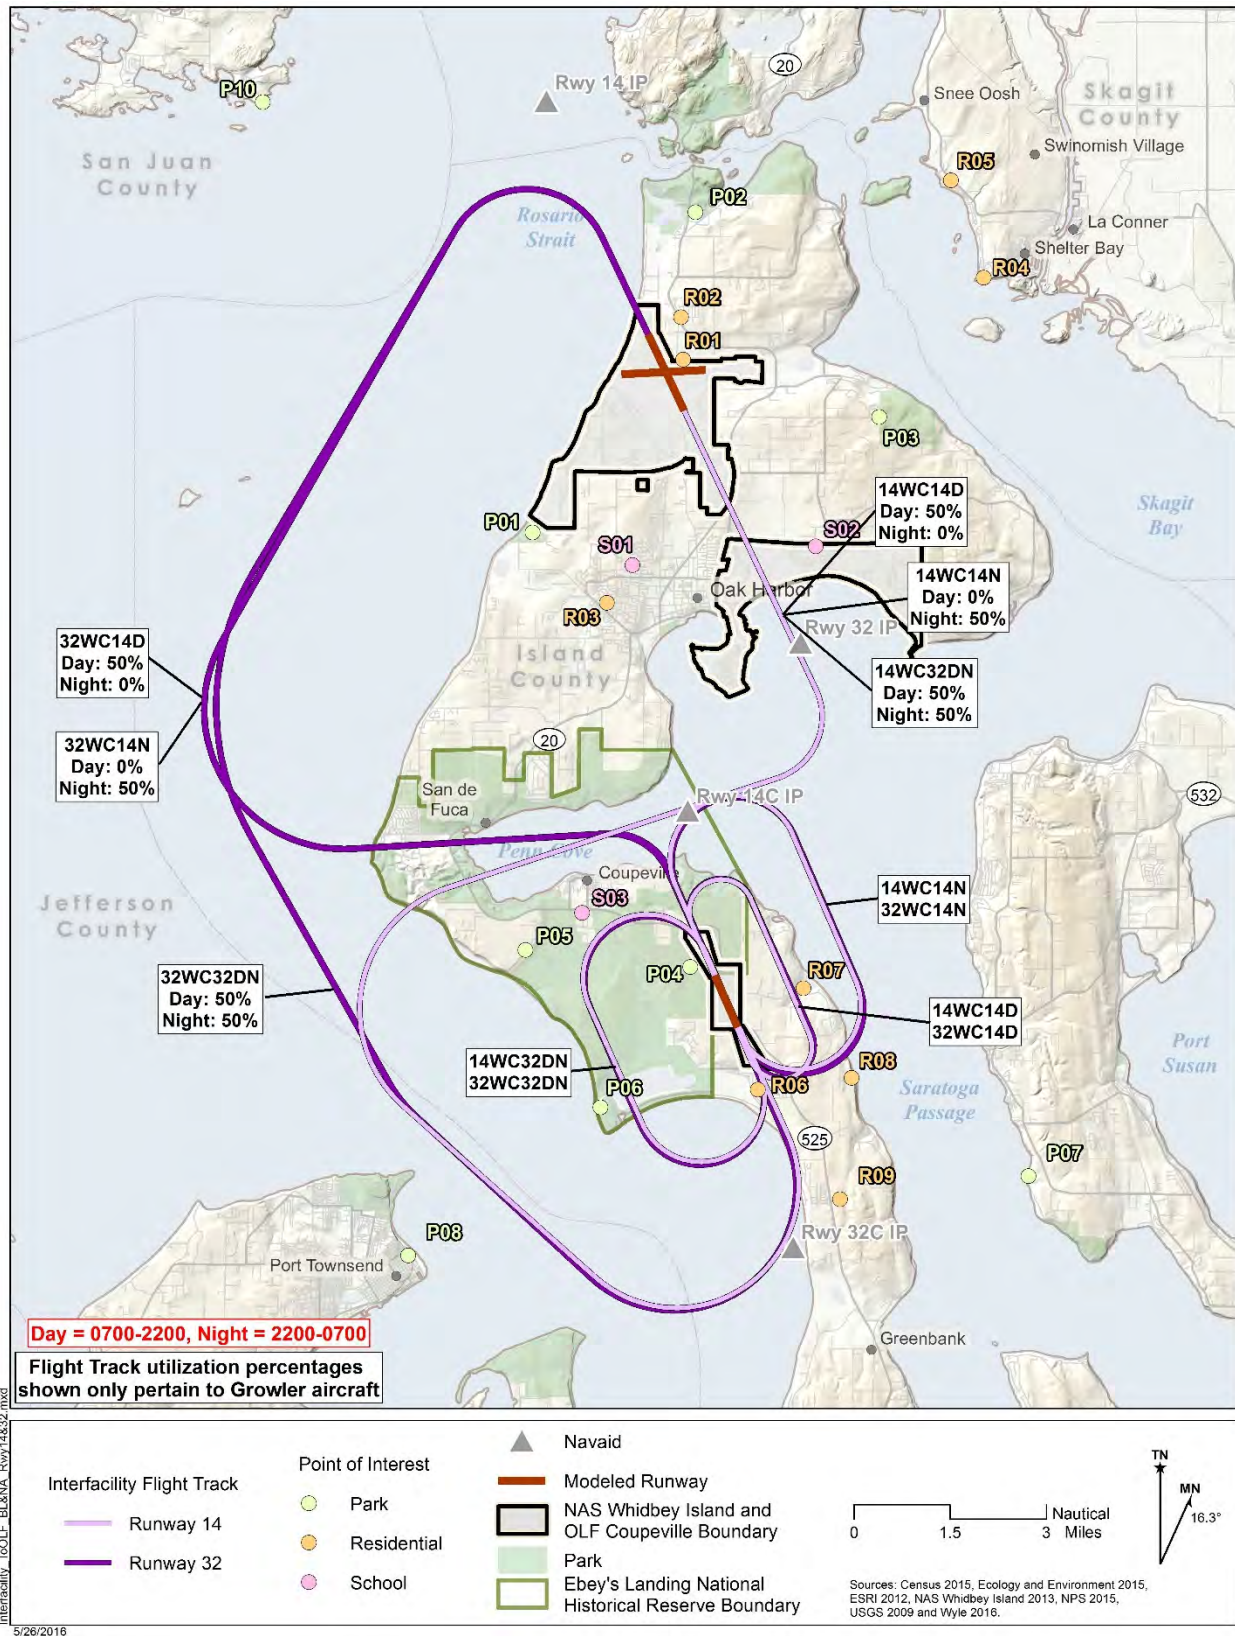 P10
Rwy 14 IP
20
Snee Oosh
Skagit
County
Swinomish Village
San Juan
County
R05
P02
Rosario
Strait
La Conner
Shelter Bay
R04
R02
R01
P03
14WC14D
Day: 50%
Night: 0%
Skagit
Bay
P01
S01
S02
14WC14N
Day: 0%
Night: 50%
Oak Harbor
R03
Rwy 32 IP
Island
County
14WC32DN
Day: 50%
Night: 50%
32WC14D
Day: 50%
Night: 0%
32WC14N
Day: 0%
Night: 50%
20
San de
Fuca
Rwy 14C IP
532
Penn Cove
Coupeville
14WC14N
32WC14N
Jefferson
County
S03
P05
P04
R07
32WC32DN
Day: 50%
Night: 50%
14WC14D
32WC14D
14WC32DN
32WC32DN
Port
Susan
P06
R06
R08
Saratoga
Passage
525
P07
R09
P08
Rwy 32C IP
Port Townsend
Day = 0700-2200, Night = 2200-0700
Greenbank
Flight Track utilization percentages
shown only pertain to Growler aircraft
Interfacility Flight Track
Runway 14
Runway 32
Point of Interest
Park
Residential
School
Navaid
Modeled Runway
NAS Whidbey Island and
OLF Coupeville Boundary
Park
Ebey's Landing National
Historical Reserve Boundary
0 1.5 3
Nautical
Miles
TN
MN
16.3°
Sources: Census 2015, Ecology and Environment 2015,
ESRI 2012, NAS Whidbey Island 2013, NPS 2015,
USGS 2009 and Wyle 2016.
Interfacility_ToOLF_BL&NA_Rwy14&32.mxd
5/26/2016